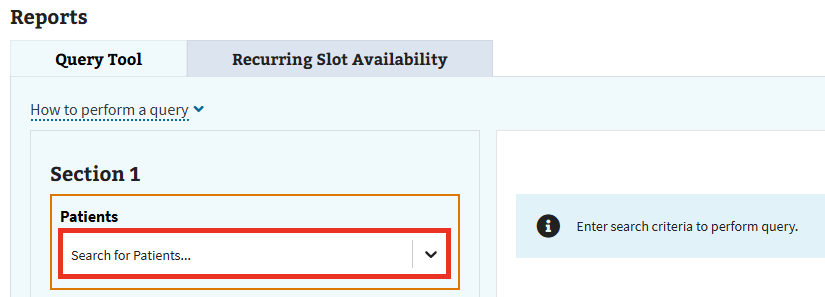 Reports
Query Tool
Recurring Slot Availability
How to perform a query
Section 1
Patients
Search for Patients...
Enter search criteria to perform query.